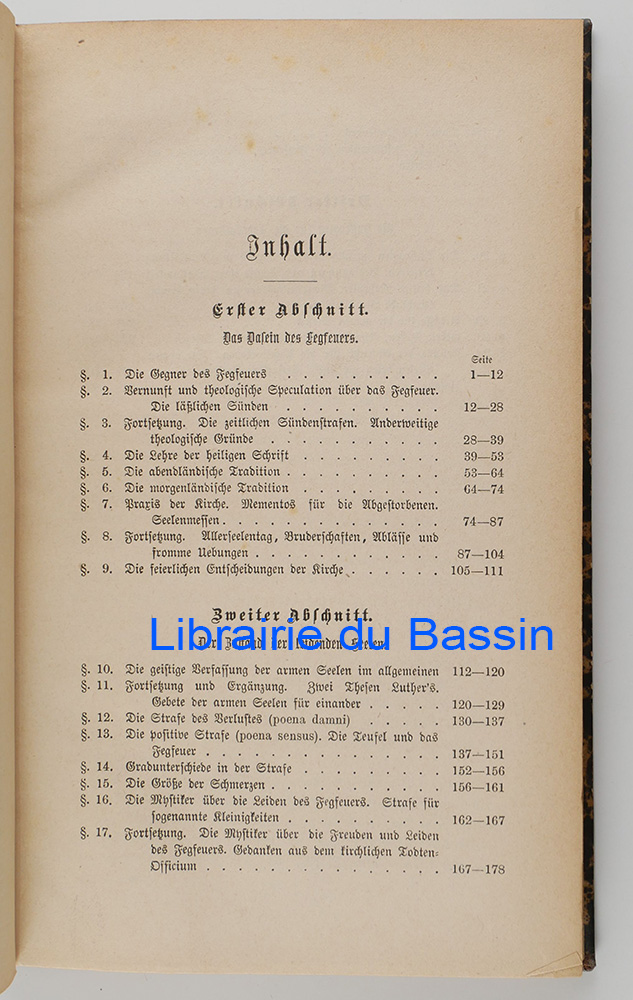 Inhalt.
Erster Abschnitt.
Das Dasein des Fegfeuers.
Seite
§. 1. Die Gegner des Fegfeuers . . . . . . . . . . 1—12
§. 2. Vernunft und theologische Speculation über das Fegfeuer.
Die läßlichen Sünden . . . . . . . . . . 12—28
§. 3. Fortsetzung. Die zeitlichen Sündenstrafen. Anderweitige
theologische Gründe . . . . . . . . . . . 28—39
§. 4. Die Lehre der heiligen Schrift . . . . . . . . . 39—53
§. 5. Die abendländische Tradition . . . . . . . . . . 53—64
§. 6. Die morgenländische Tradition . . . . . . . . . 64—74
§. 7. Praxis der Kirche. Mementos für die Abgestorbenen.
Seelenmessen . . . . . . . . . . . . . . 74—87
§. 8. Fortsetzung. Allerseelentag, Bruderschaften, Ablässe und
fromme Uebungen . . . . . . . . . . . . 87—104
§. 9. Die feierlichen Entscheidungen der Kirche . . . . . . 105—111
Zweiter Abschnitt.
Librairie du Bassin
Der Zustand der leidenden Seelen.
§. 10. Die geistige Verfassung der armen Seelen im allgemeinen 112—120
§. 11. Fortsetzung und Ergänzung. Zwei Thesen Luther's.
Gebete der armen Seelen für einander . . . . . 120—129
§. 12. Die Strafe des Verlustes (poena damni) . . . . . 130—137
§. 13. Die positive Strafe (poena sensus). Die Teufel und das
Fegfeuer . . . . . . . . . . . . . . . 137—151
§. 14. Gradunterschiede in der Strafe . . . . . . . . . 152—156
§. 15. Die Größe der Schmerzen . . . . . . . . . . . 156—161
§. 16. Die Mystiker über die Leiden des Fegfeuers. Strafe für
sogenannte Kleinigkeiten . . . . . . . . . . 162—167
§. 17. Fortsetzung. Die Mystiker über die Freuden und Leiden
des Fegfeuers. Gedanken aus dem kirchlichen Todten-
Officium . . . . . . . . . . . . . . . 167—178